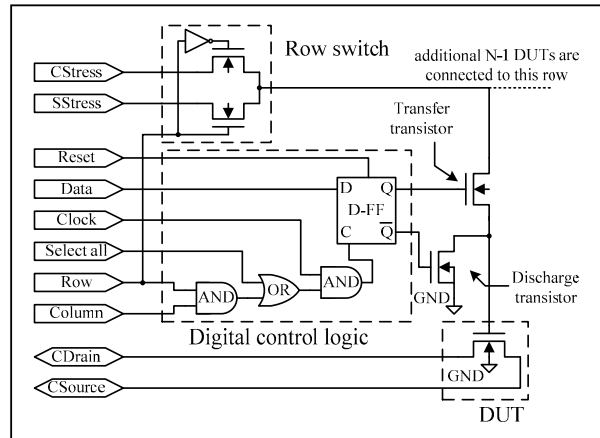 Row switch
additional N-1 DUTs are
connected to this row
CStress
SStress
Transfer
transistor
Reset
Data
Clock
Select all
Row
Column
D
Q
D-FF
C
Q
AND
OR
AND
GND
Discharge
transistor
Digital control logic
CDrain
CSource
GND
DUT